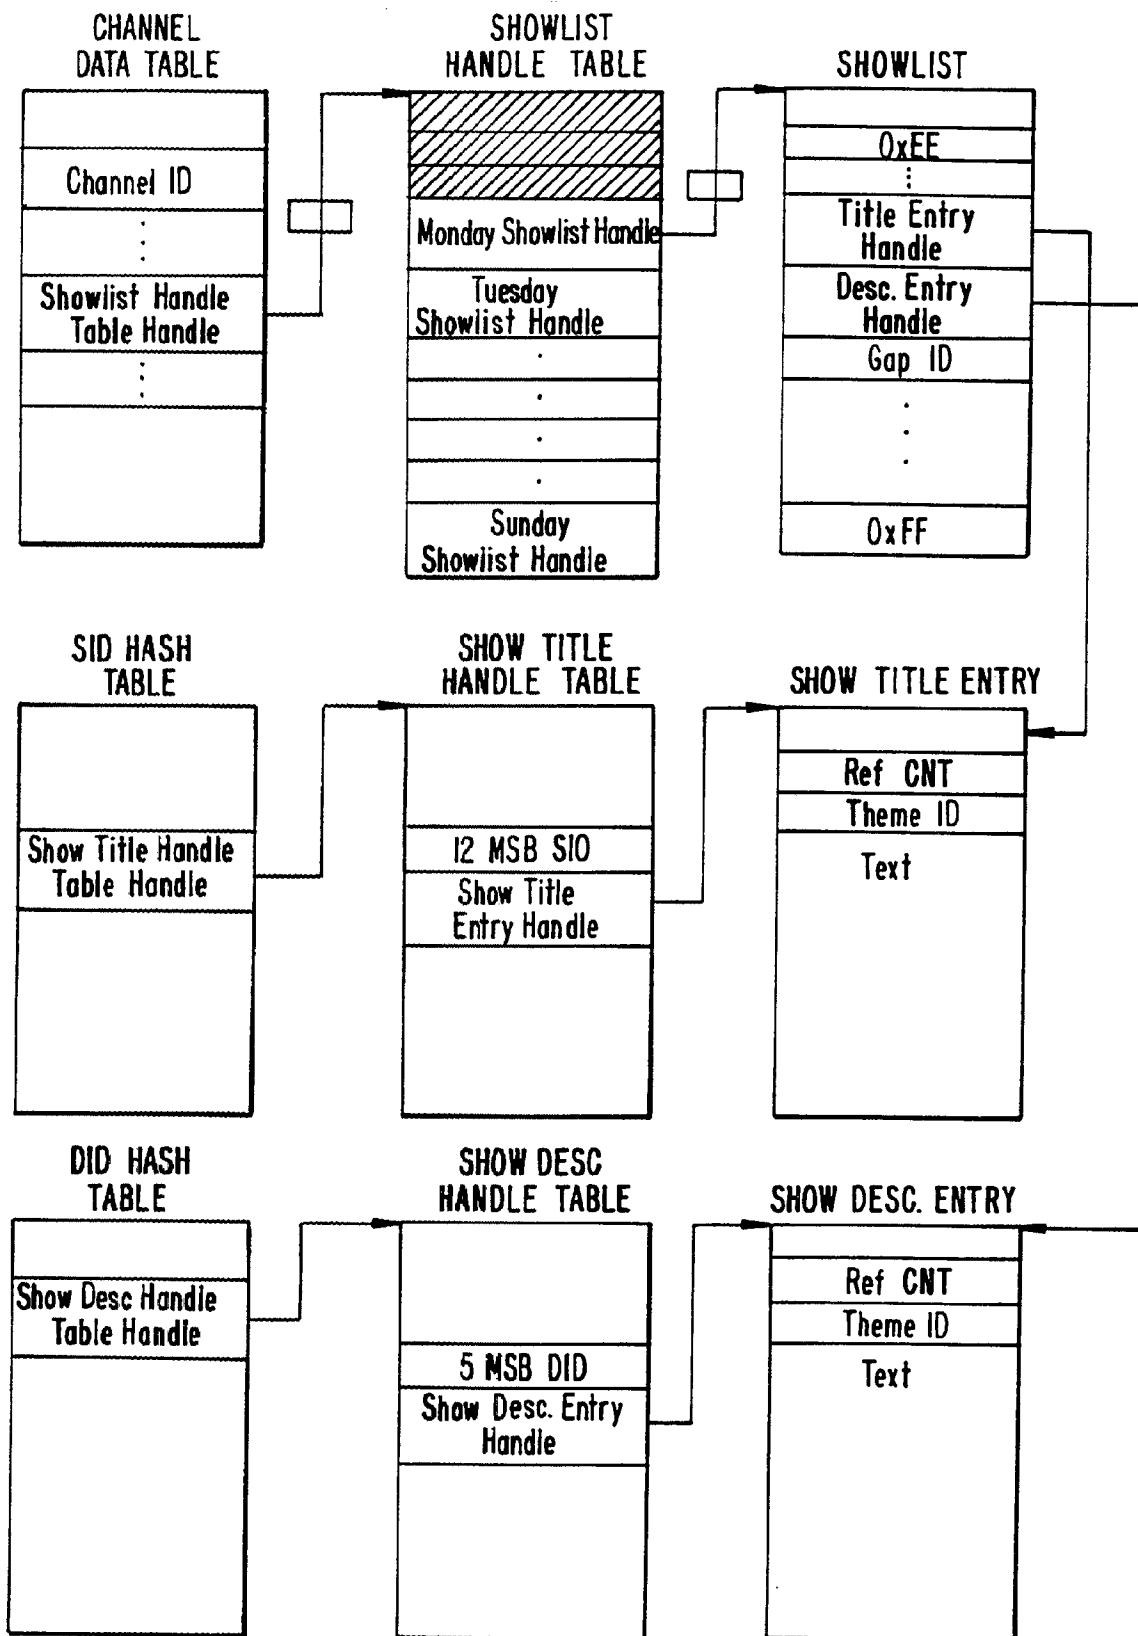 CHANNEL
DATA TABLE
Channel ID
Showlist Handle
Table Handle
SHOWLIST
HANDLE TABLE
Monday Showlist Handle
Tuesday
Showlist Handle
Sunday
Showlist Handle
SHOWLIST
0xEE
Title Entry
Handle
Desc. Entry
Handle
Gap ID
0xFF
SID HASH
TABLE
Show Title Handle
Table Handle
SHOW TITLE
HANDLE TABLE
12 MSB SIO
Show Title
Entry Handle
SHOW TITLE ENTRY
Ref CNT
Theme ID
Text
DID HASH
TABLE
Show Desc Handle
Table Handle
SHOW DESC
HANDLE TABLE
5 MSB DID
Show Desc. Entry
Handle
SHOW DESC. ENTRY
Ref CNT
Theme ID
Text